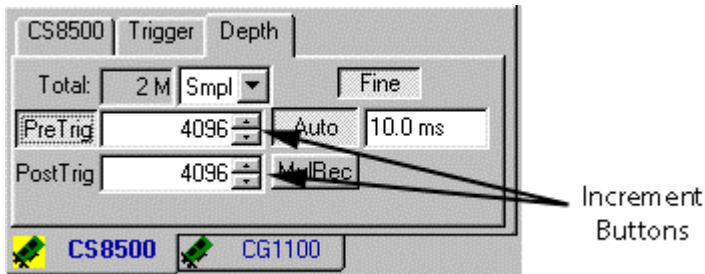 CS8500 Trigger Depth
Total: 2 M Smpl Fine
PreTrig 4096 Auto 10.0 ms
PostTrig 4096 MulRec
Increment
Buttons
CS8500 CG1100